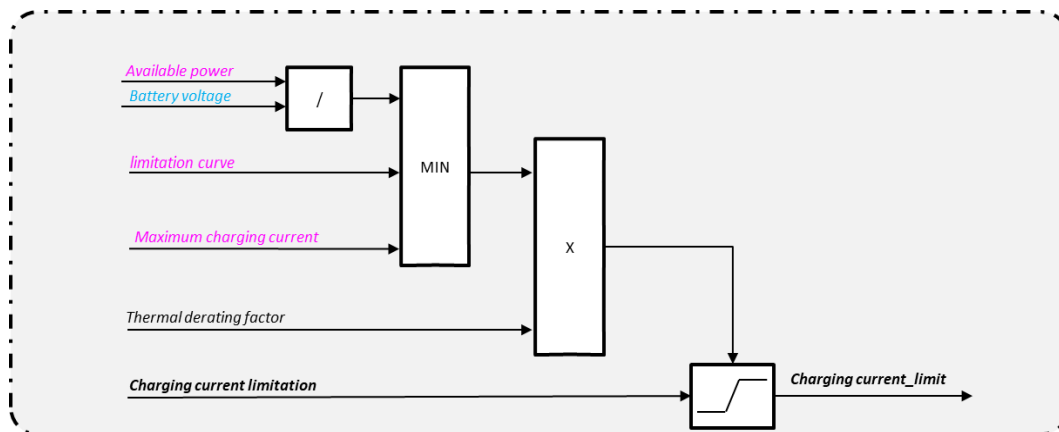 Available power
Battery voltage
/
limitation curve
MIN
Maximum charging current
X
Thermal derating factor
Charging current limitation
Charging current_limit